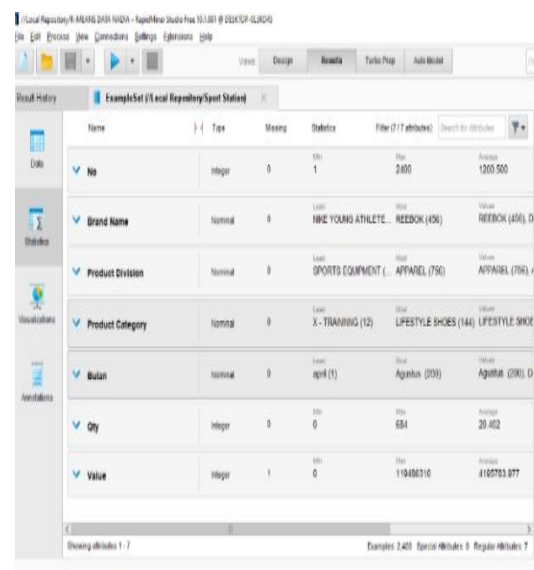 //Local Repository/K-MEANS DATA NADIA - RapidMiner Studio Free 10.1.001 @
File Edit Process View Connections Settings Extensions Help
Views: Design Results Turbo Prep Auto Model
Result History ExampleSet (//Local Repository/Sport Station)
Name Type Missing Statistics Filter (7 / 7 attributes): Search for Attributes
Data
Min Max Average
No Integer 0 1 2400 1200.500
Least Most Values
Brand Name Nominal 0 NIKE YOUNG ATHLETE... REEBOK (456) REEBOK (456), D
Statistics
Least Most Values
Product Division Nominal 0 SPORTS EQUIPMENT (... APPAREL (756) APPAREL (756),
Visualizations
Least Most Values
Product Category Nominal 0 X - TRAINING (12) LIFESTYLE SHOES (144) LIFESTYLE SHOE
Least Most Values
Bulan Nominal 0 april (1) Agustus (200) Agustus (200), D
Annotations
Min Max Average
Qty Integer 0 0 684 20.402
Min Max Average
Value Integer 1 0
Showing attributes 1 - 7 Examples: 2,400 Special Attributes: 0 Regular Attributes: 7